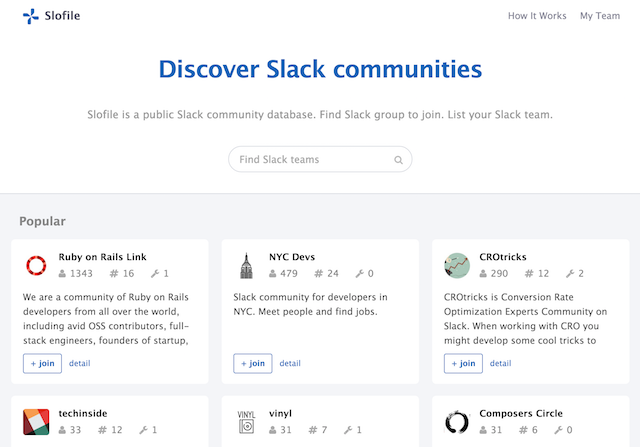 Slofile
How It Works My Team
Discover Slack communities
Slofile is a public Slack community database. Find Slack group to join. List your Slack team.
Find Slack teams
Popular
Ruby on Rails Link
1343 16 1
We are a community of Ruby on Rails
developers from all over the world,
including avid OSS contributors, full-
stack engineers, founders of startup,
+ join detail
NYC Devs
479 24 0
Slack community for developers in
NYC. Meet people and find jobs.
+ join detail
CROtricks
290 12 2
CROtricks is Conversion Rate
Optimization Experts Community on
Slack. When working with CRO you
might develop some cool tricks to
+ join detail
techinside
33 12 1
VINYL
vinyl
31 7 1
Composers Circle
31 6 0